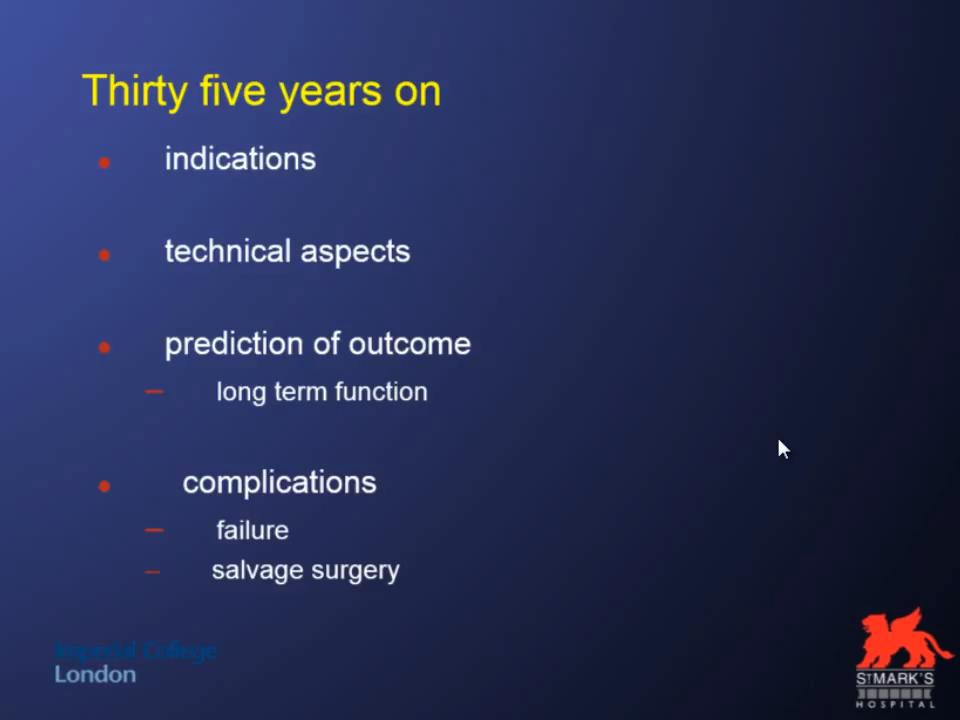 Thirty five years on
• indications
• technical aspects
• prediction of outcome
– long term function
• complications
– failure
– salvage surgery
Imperial College
London
ST MARK'S
HOSPITAL